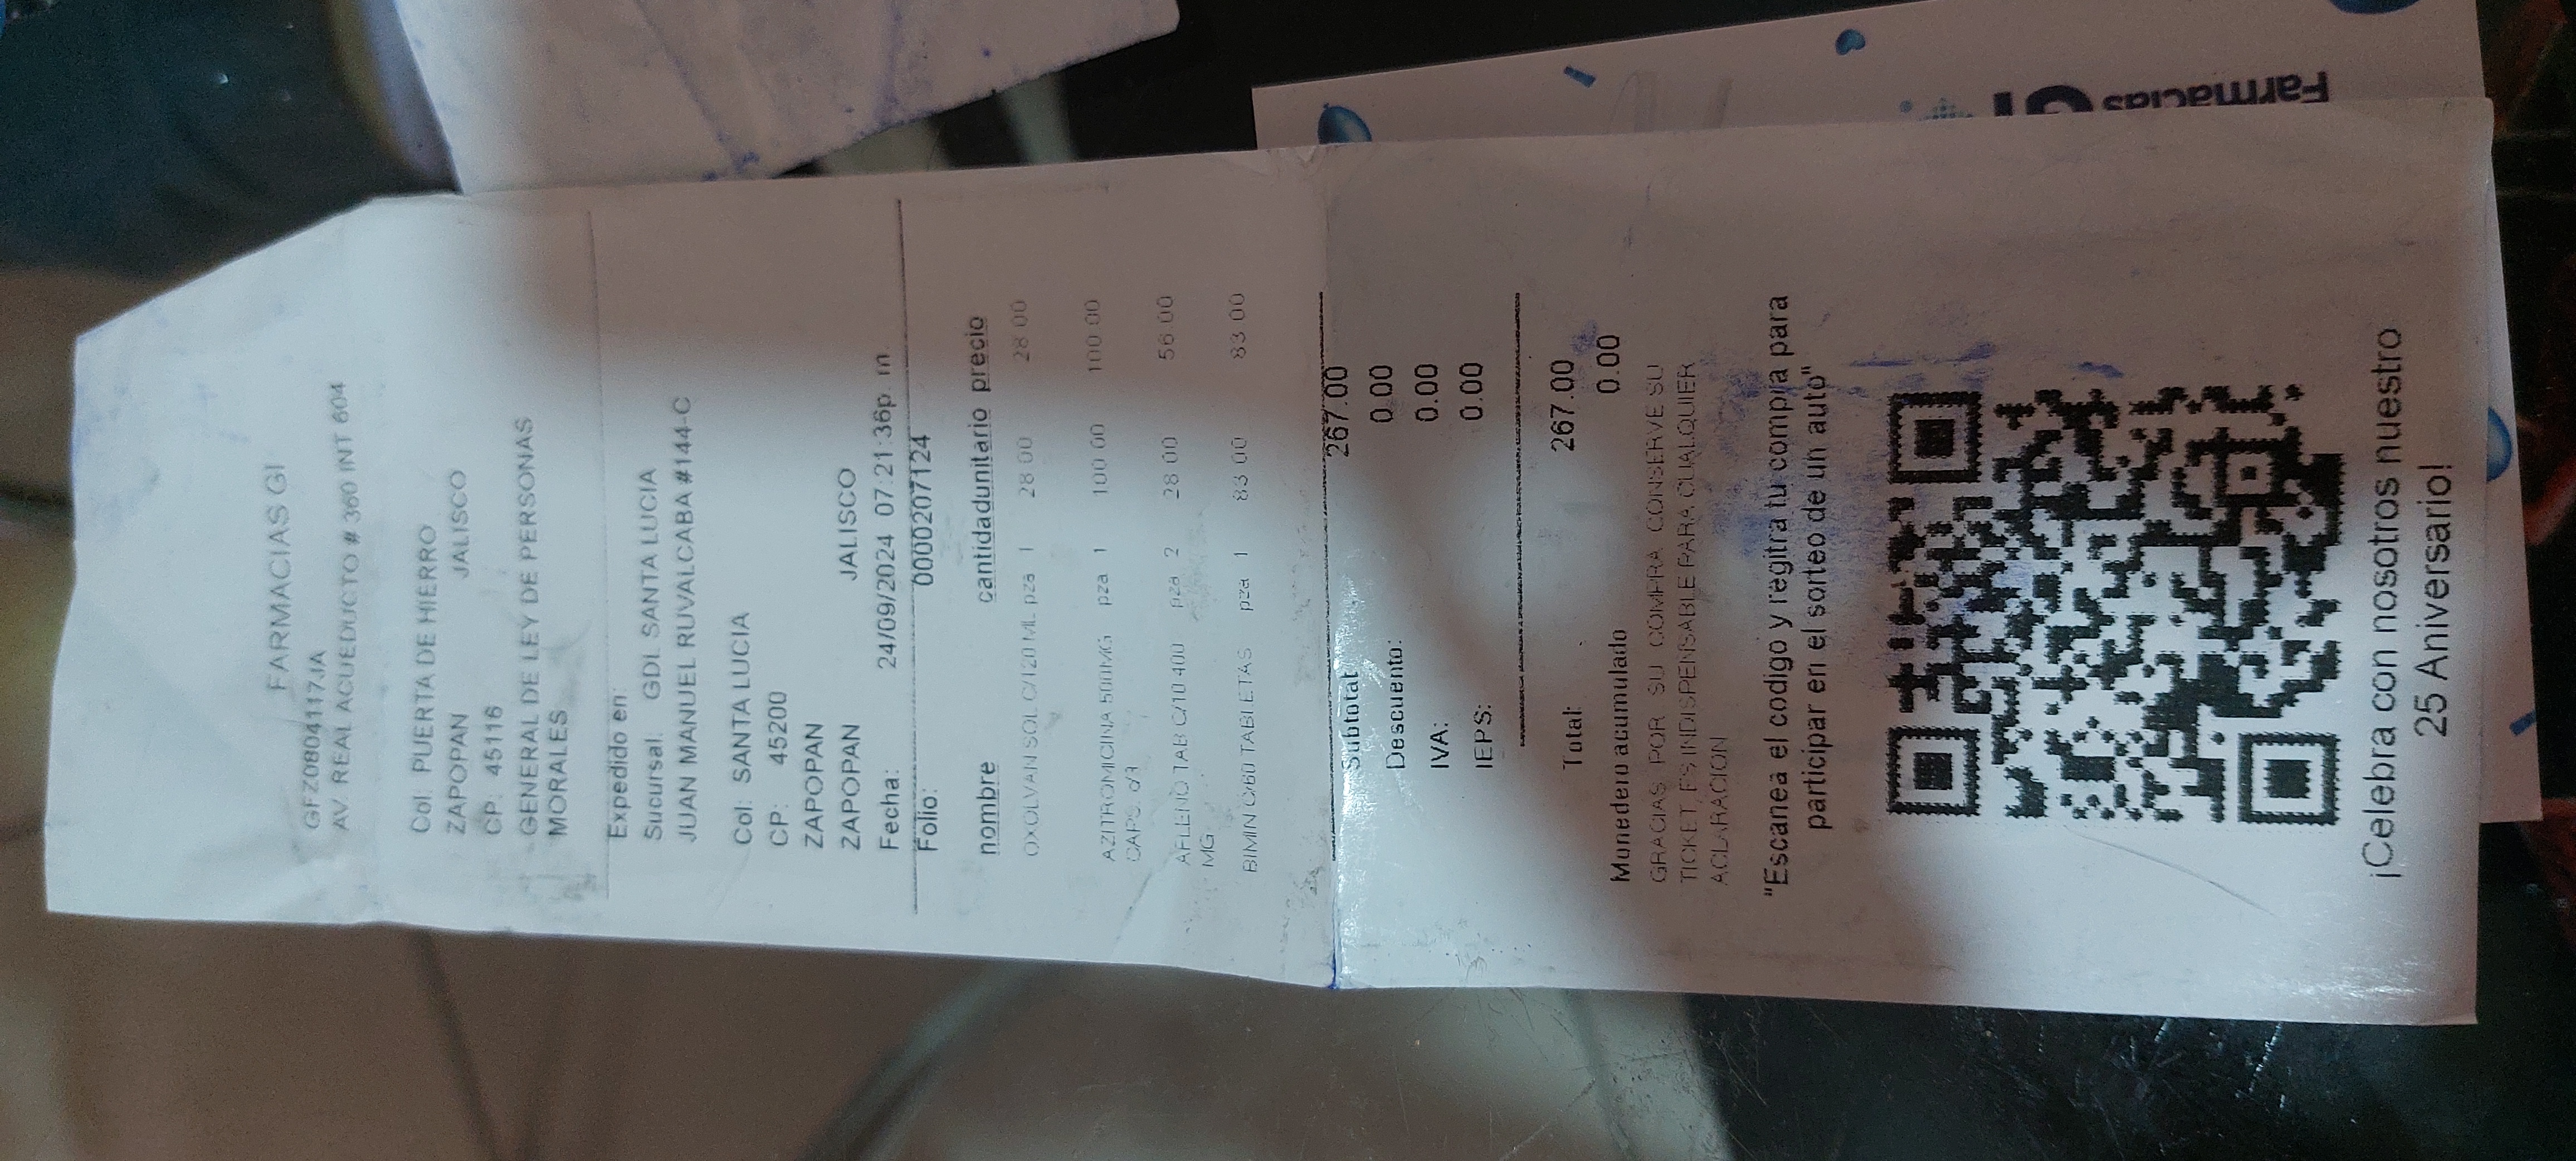 FARMACIAS GI
GFZ0804117JA
AV. REAL ACUEDUCTO # 360 INT 604
Col: PUERTA DE HIERRO
ZAPOPAN JALISCO
CP: 45116
GENERAL DE LEY DE PERSONAS
MORALES
Expedido en:
Sucursal. GDL SANTA LUCIA
JUAN MANUEL RUVALCABA #144-C
Col: SANTA LUCIA
CP: 45200
ZAPOPAN
ZAPOPAN JALISCO
Fecha: 24/09/2024 07:21:36p. m.
Folio: 0000207124
nombre cantidadunitario precio
OXOLVAN SOL C/120 ML pza 1 28.00 28.00
AZITROMICINA 500MG pza 1 100.00 100.00
CAPS. c/3
AFLENO TAB C/10 400 pza 2 28.00 56.00
MG
BIMIN C/60 TABLETAS pza 1 83.00 83.00
Subtotal: 267.00
Descuento: 0.00
IVA: 0.00
IEPS: 0.00
Total: 267.00
Monedero acumulado 0.00
GRACIAS POR SU COMPRA CONSERVE SU
TICKET, ES INDISPENSABLE PARA CUALQUIER
ACLARACION
"Escanea el codigo y regitra tu compra para
participar en el sorteo de un auto"
¡Celebra con nosotros nuestro
25 Aniversario!
Farmacias
GI